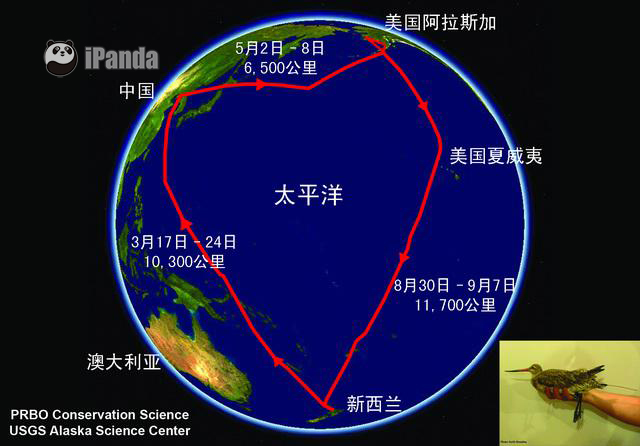 iPanda
美国阿拉斯加
5月2日－8日
6,500公里
中国
美国夏威夷
太平洋
3月17日－24日
10,300公里
8月30日－9月7日
11,700公里
澳大利亚
新西兰
PRBO Conservation Science
USGS Alaska Science Center